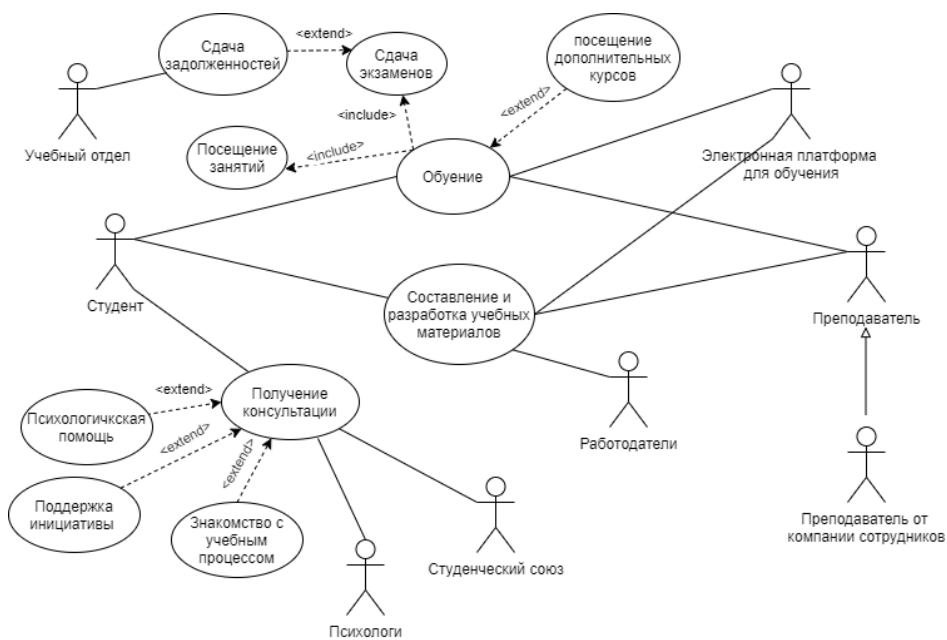 Сдача
задолженностей
<extend>
Сдача
экзаменов
посещение
дополнительных
курсов
<include>
<extend>
Учебный отдел
Посещение
занятий
<include>
Обуение
Электронная платформа
для обучения
Студент
Составление и
разработка учебных
материалов
Преподаватель
<extend>
Получение
консультации
Психологичкская
помощь
<extend>
<extend>
Работодатели
Поддержка
инициативы
Знакомство с
учебным
процессом
Студенческий союз
Преподаватель от
компании сотрудников
Психологи